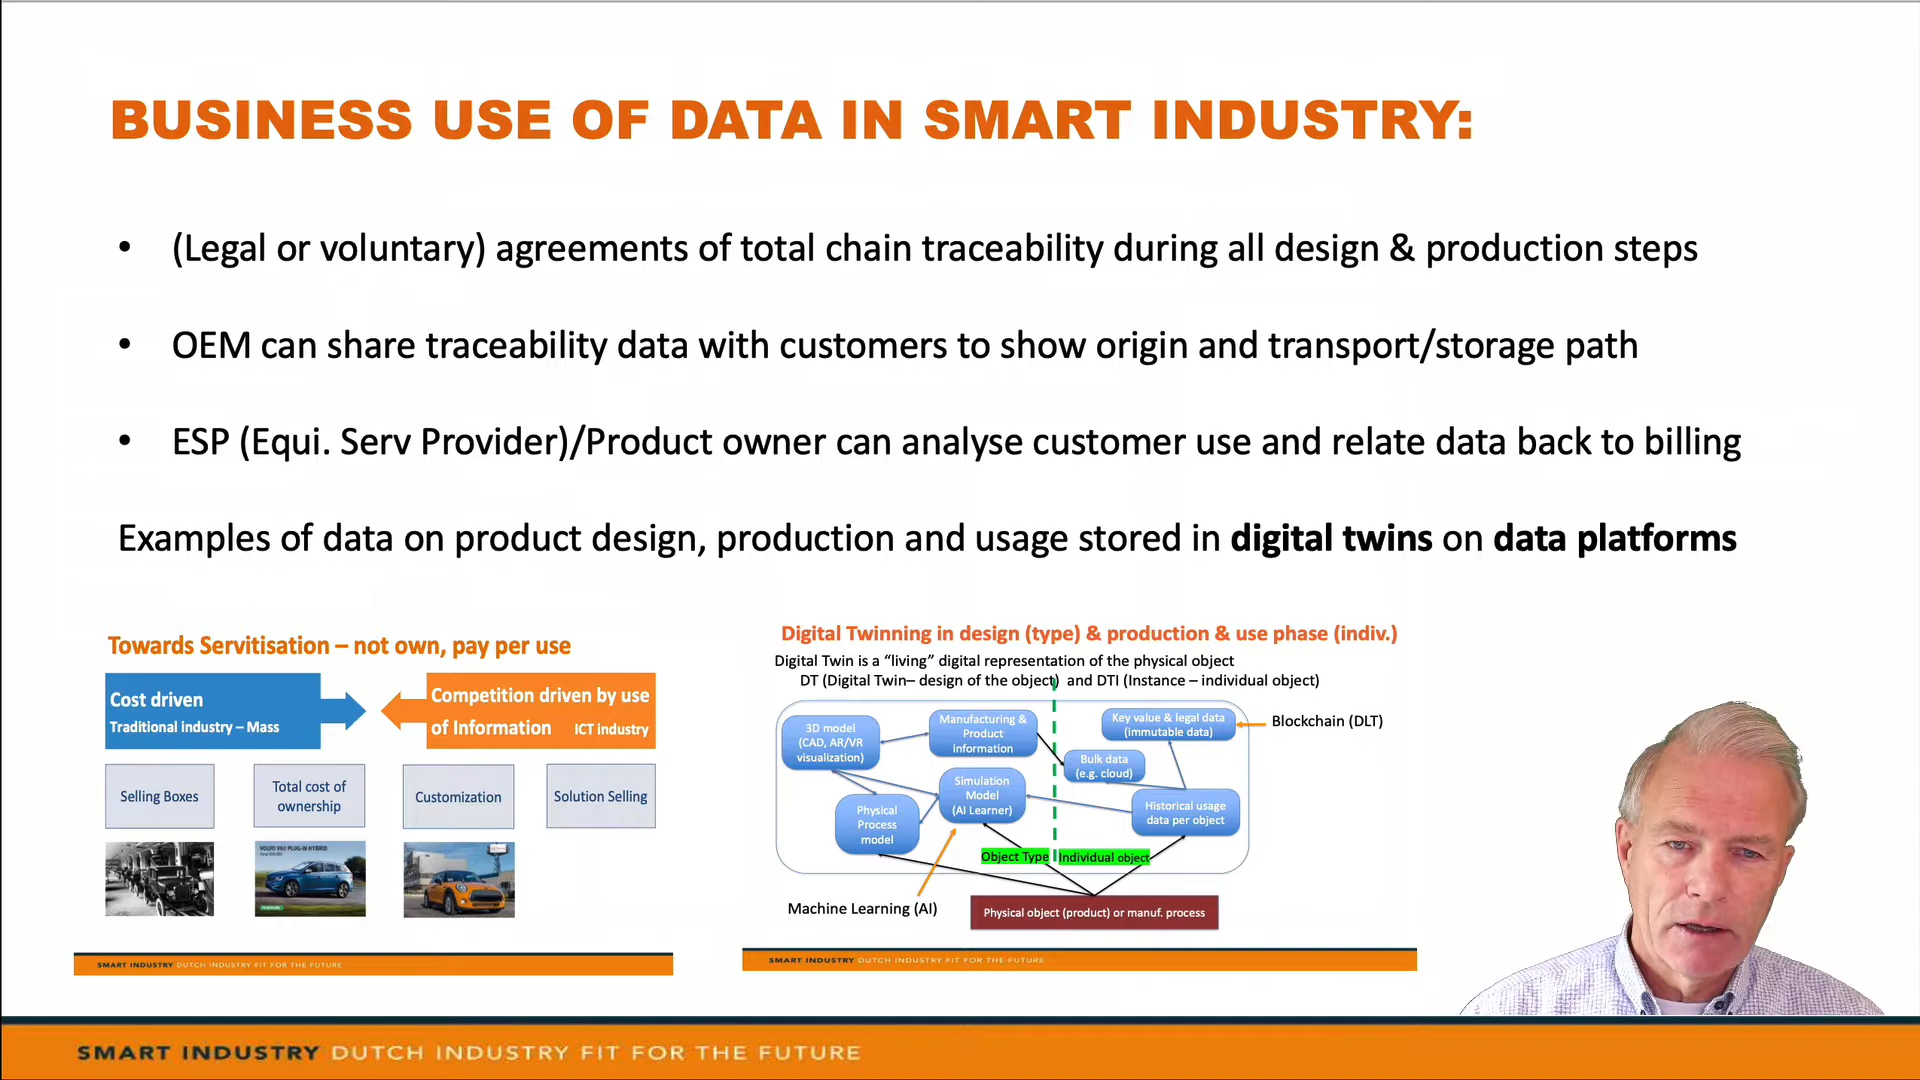 BUSINESS USE OF DATA IN SMART INDUSTRY:
• (Legal or voluntary) agreements of total chain traceability during all design & production steps
• OEM can share traceability data with customers to show origin and transport/storage path
• ESP (Equi. Serv Provider)/Product owner can analyse customer use and relate data back to billing
Examples of data on product design, production and usage stored in digital twins on data platforms
Towards Servitisation – not own, pay per use
Cost driven
Traditional industry – Mass
Competition driven by use
of Information ICT industry
Selling Boxes
Total cost of
ownership
Customization
Solution Selling
VOLVO V60 PLUG-IN HYBRID
SMART INDUSTRY DUTCH INDUSTRY FIT FOR THE FUTURE
Digital Twinning in design (type) & production & use phase (indiv.)
Digital Twin is a “living” digital representation of the physical object
DT (Digital Twin– design of the object) and DTI (Instance – individual object)
3D model
(CAD, AR/VR
visualization)
Manufacturing &
Product
information
Key value & legal data
(immutable data)
Blockchain (DLT)
Bulk data
(e.g. cloud)
Simulation
Model
(AI Learner)
Physical
Process
model
Historical usage
data per object
Object Type
Individual object
Machine Learning (AI)
Physical object (product) or manuf. process
SMART INDUSTRY DUTCH INDUSTRY FIT FOR THE FUTURE
SMART INDUSTRY DUTCH INDUSTRY FIT FOR THE FUTURE